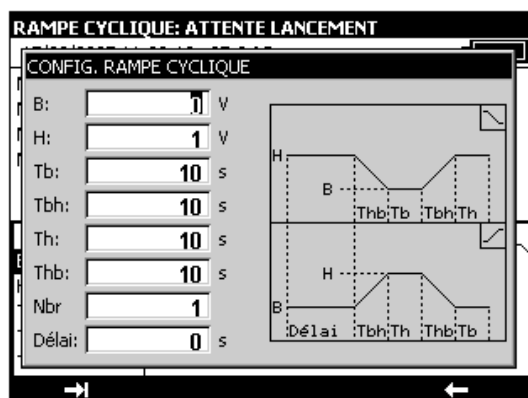 RAMPE CYCLIQUE: ATTENTE LANCEMENT
CONFIG. RAMPE CYCLIQUE
B: 0 V
H: 1 V
Tb: 10 s
Tbh: 10 s
Th: 10 s
Thb: 10 s
Nbr 1
Délai: 0 s
H
B
Thb Tb Tbh Th
H
B
Délai Tbh Th Thb Tb